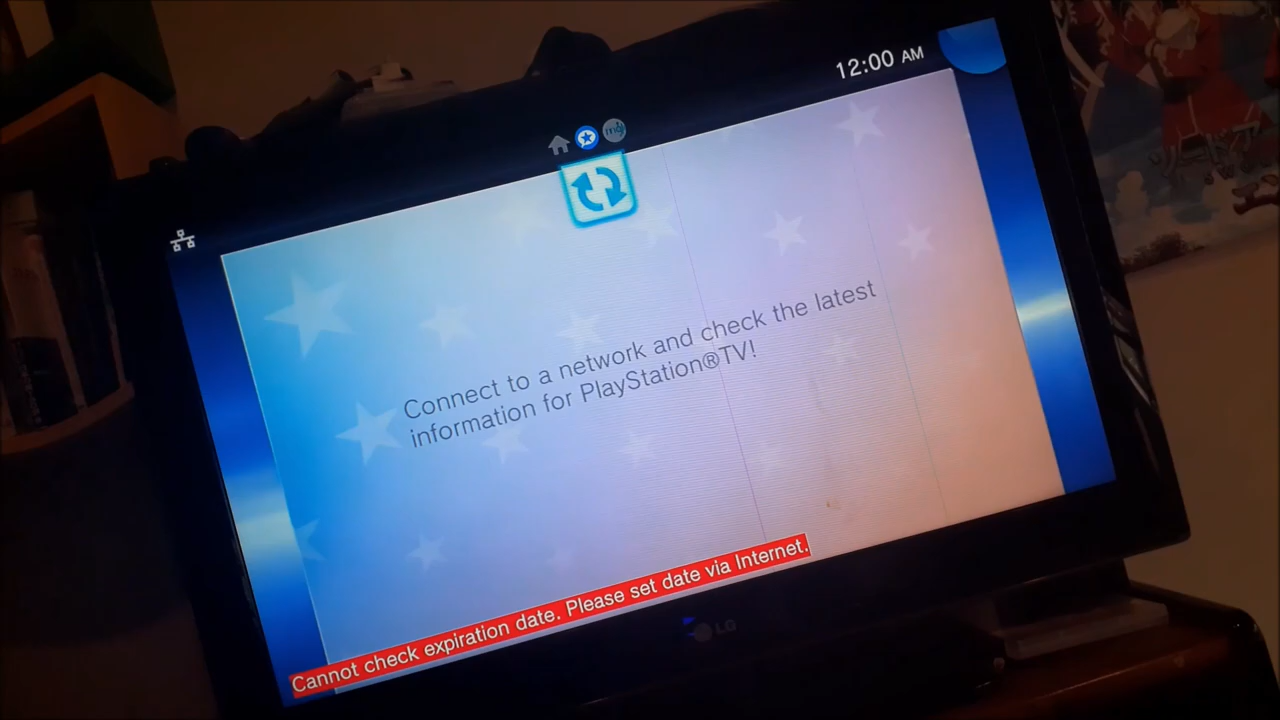 12:00 AM
Connect to a network and check the latest
information for PlayStation®TV!
Cannot check expiration date. Please set date via Internet.
LG